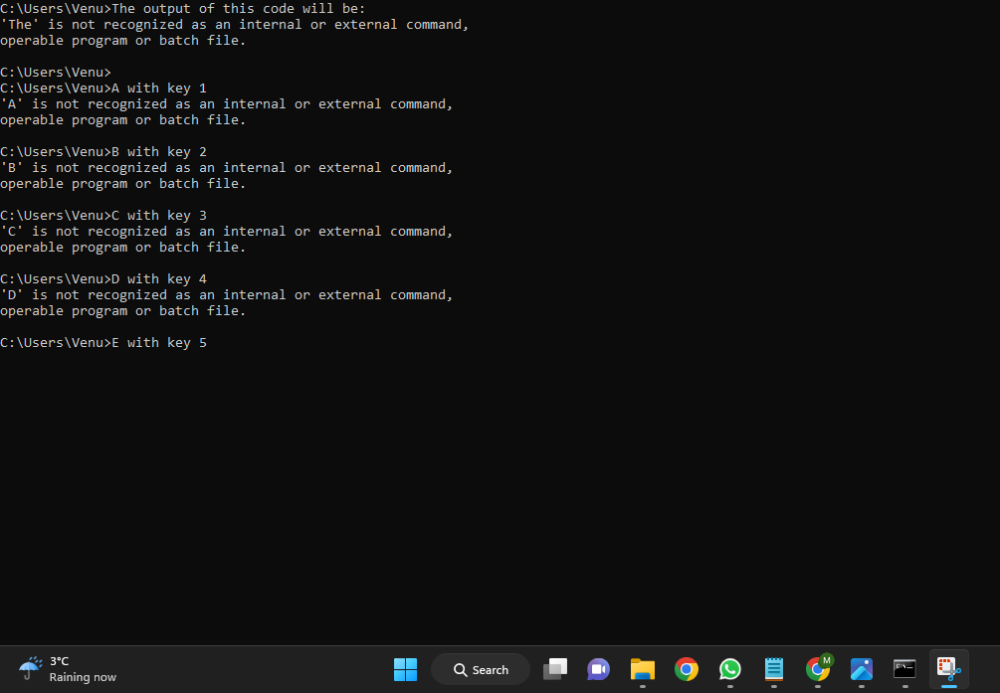 C:\Users\Venu>The output of this code will be:
'The' is not recognized as an internal or external command,
operable program or batch file.
C:\Users\Venu>
C:\Users\Venu>A with key 1
'A' is not recognized as an internal or external command,
operable program or batch file.
C:\Users\Venu>B with key 2
'B' is not recognized as an internal or external command,
operable program or batch file.
C:\Users\Venu>C with key 3
'C' is not recognized as an internal or external command,
operable program or batch file.
C:\Users\Venu>D with key 4
'D' is not recognized as an internal or external command,
operable program or batch file.
C:\Users\Venu>E with key 5
3°C
Raining now
Search
M